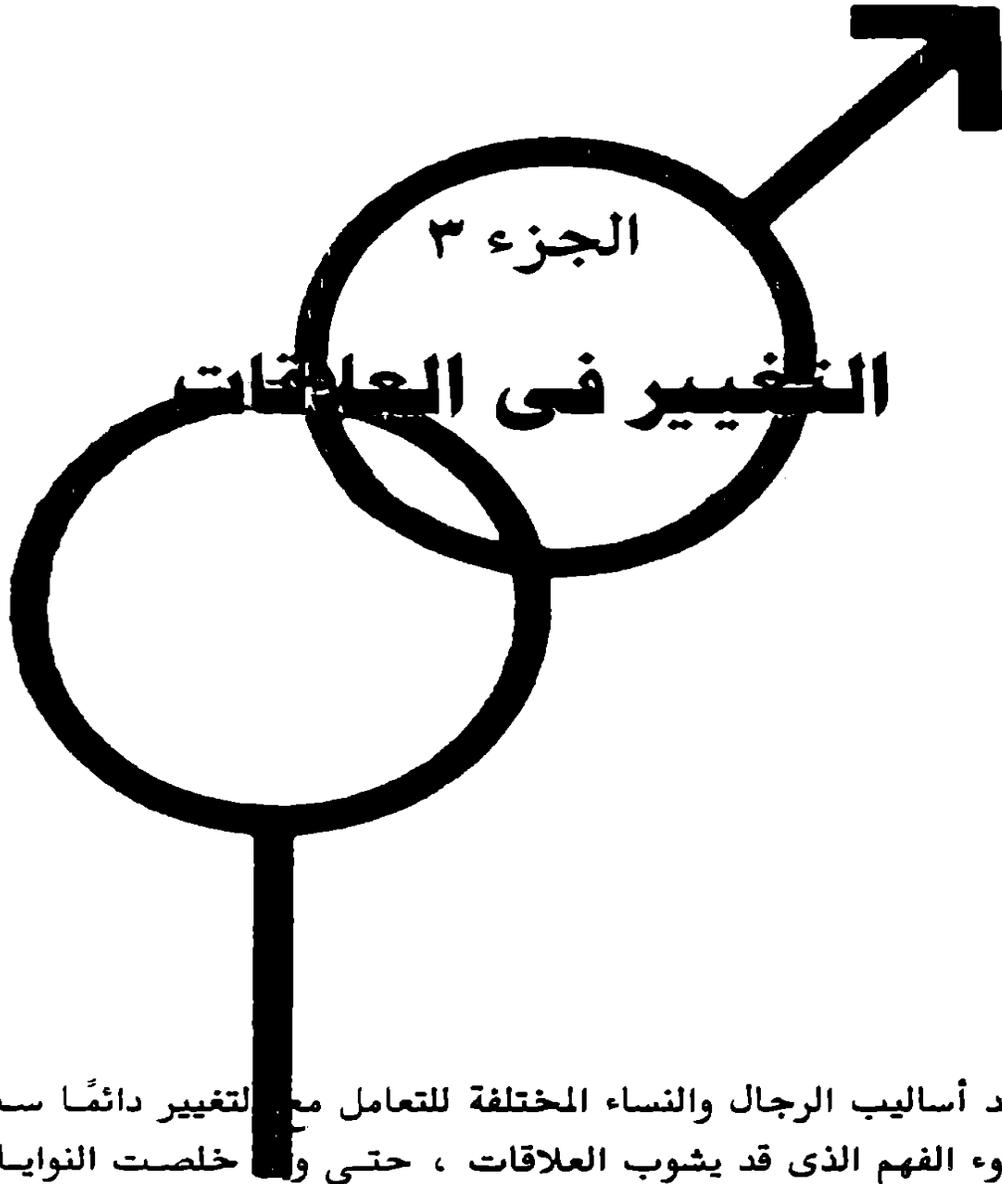 الجزء ٣
التغيير فى العلاقات
أساليب الرجال والنساء المختلفة للتعامل مع التغيير دائمًا
الفهم الذى قد يشوب العلاقات ، حتى خلصت النوايا